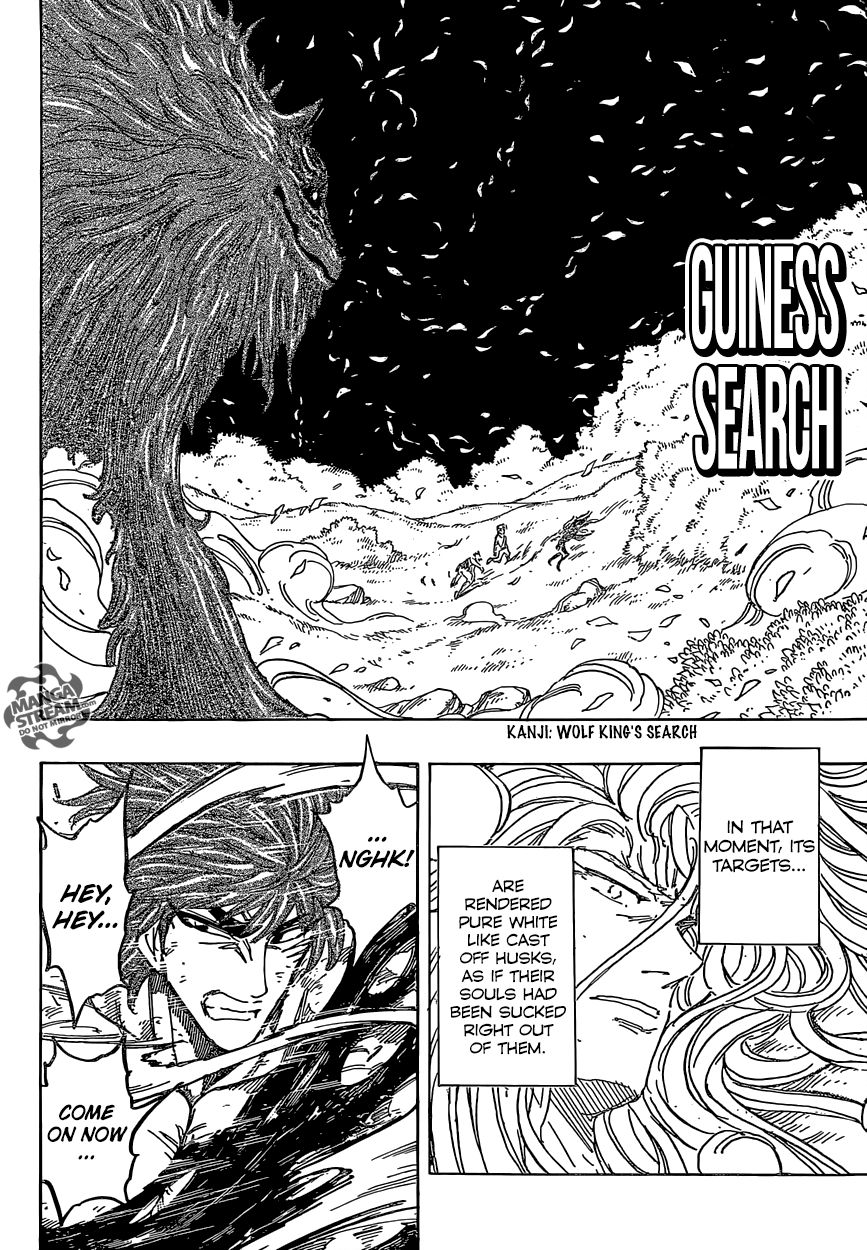 GUINESS
SEARCH
MANGA
STREAM.com
DO NOT MIRROR
KANJI: WOLF KING'S SEARCH
IN THAT
MOMENT, ITS
TARGETS...
ARE
RENDERED
PURE WHITE
LIKE CAST
OFF HUSKS,
AS IF THEIR
SOULS HAD
BEEN SUCKED
RIGHT OUT
OF THEM.
...
NGHK!
HEY,
HEY...
COME
ON NOW
...